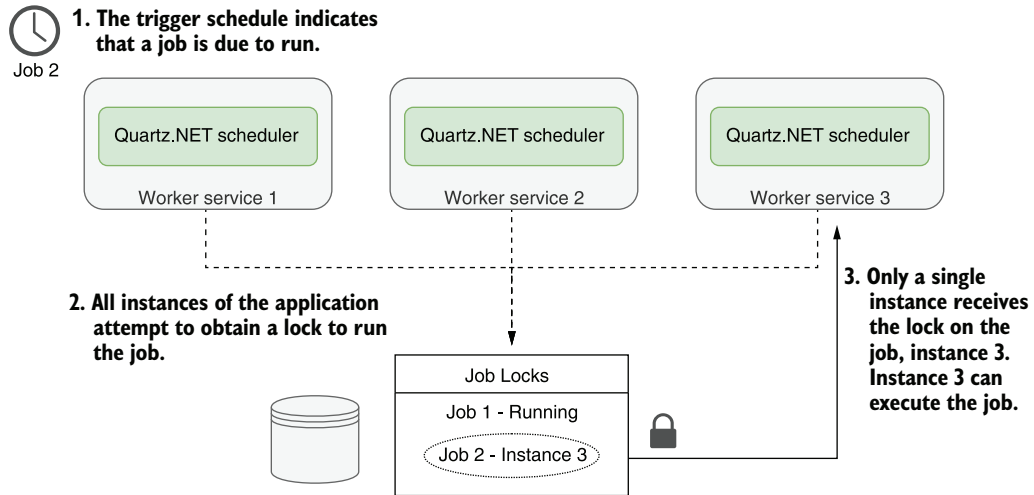 1. The trigger schedule indicates
that a job is due to run.
Job 2
Quartz.NET scheduler
Worker service 1
Quartz.NET scheduler
Worker service 2
Quartz.NET scheduler
Worker service 3
2. All instances of the application
attempt to obtain a lock to run
the job.
3. Only a single
instance receives
the lock on the
job, instance 3.
Instance 3 can
execute the job.
Job Locks
Job 1 - Running
Job 2 - Instance 3